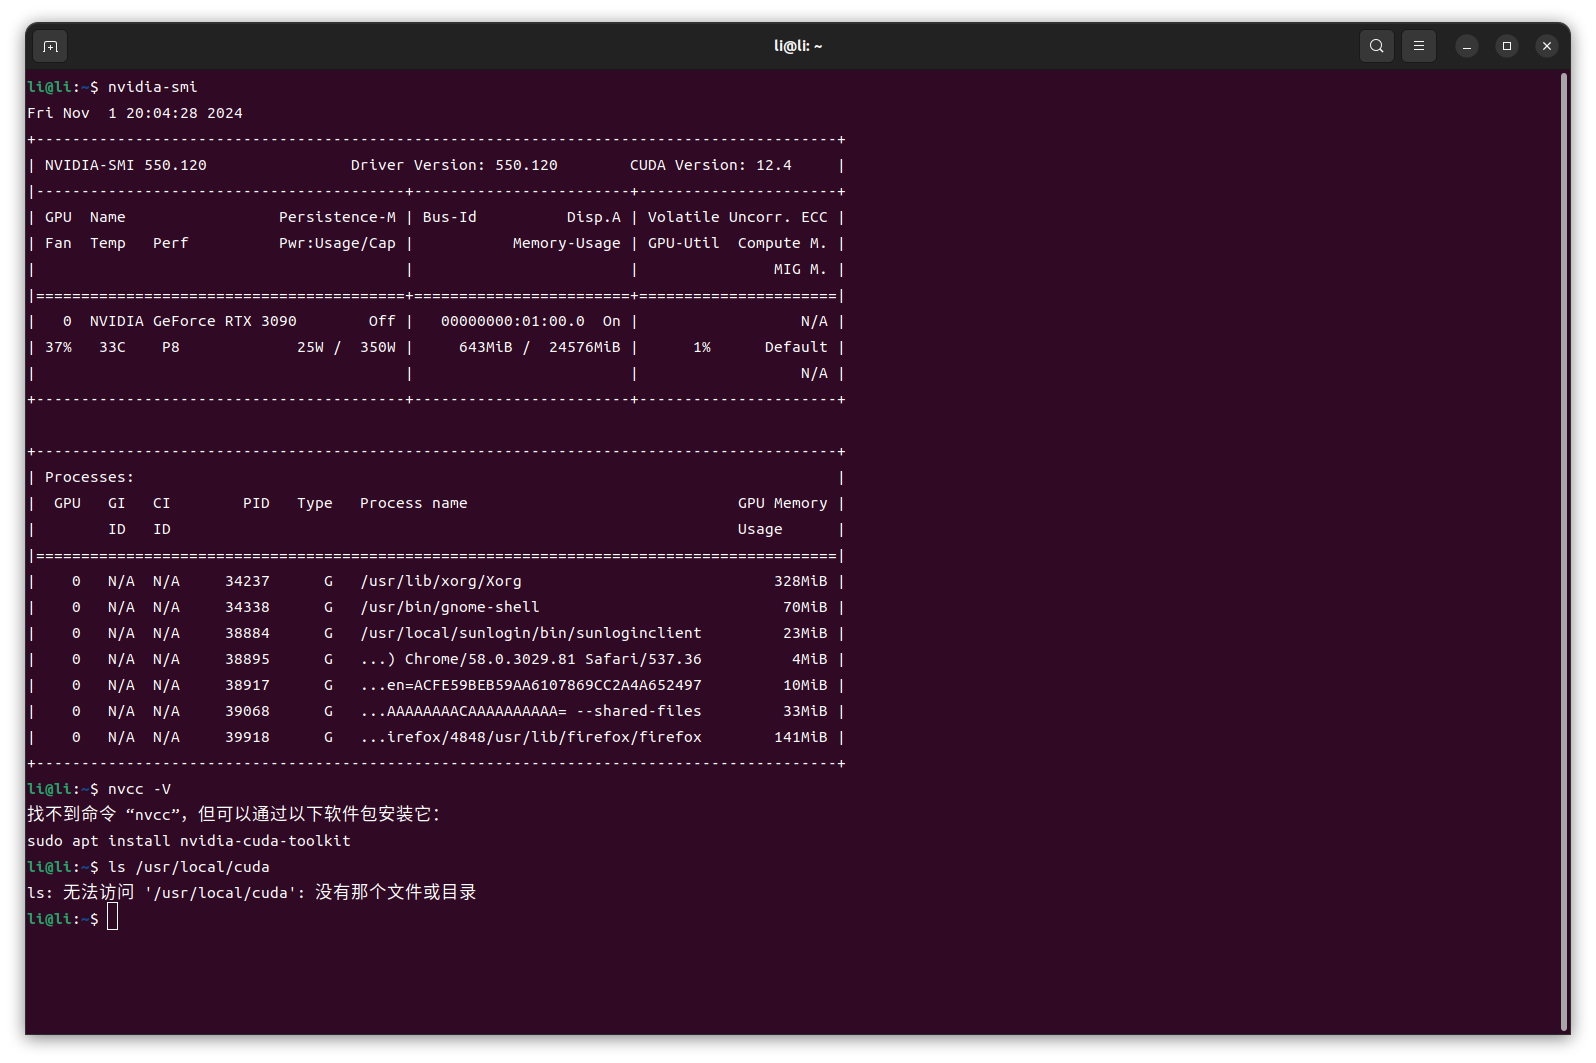 li@li: ~
li@li:~$ nvidia-smi
Fri Nov  1 20:04:28 2024
+-----------------------------------------------------------------------------------------+
| NVIDIA-SMI 550.120                Driver Version: 550.120        CUDA Version: 12.4     |
|-----------------------------------------+------------------------+----------------------+
| GPU  Name                 Persistence-M | Bus-Id          Disp.A | Volatile Uncorr. ECC |
| Fan  Temp   Perf          Pwr:Usage/Cap |           Memory-Usage | GPU-Util  Compute M. |
|                                         |                        |               MIG M. |
|=========================================+========================+======================|
|   0  NVIDIA GeForce RTX 3090        Off |   00000000:01:00.0  On |                  N/A |
| 37%   33C    P8             25W /  350W |     643MiB /  24576MiB |      1%      Default |
|                                         |                        |                  N/A |
+-----------------------------------------+------------------------+----------------------+
+-----------------------------------------------------------------------------------------+
| Processes:                                                                              |
|  GPU   GI   CI        PID   Type   Process name                              GPU Memory |
|        ID   ID                                                               Usage      |
|=========================================================================================|
|    0   N/A  N/A     34237      G   /usr/lib/xorg/Xorg                            328MiB |
|    0   N/A  N/A     34338      G   /usr/bin/gnome-shell                           70MiB |
|    0   N/A  N/A     38884      G   /usr/local/sunlogin/bin/sunloginclient         23MiB |
|    0   N/A  N/A     38895      G   ...) Chrome/58.0.3029.81 Safari/537.36          4MiB |
|    0   N/A  N/A     38917      G   ...en=ACFE59BEB59AA6107869CC2A4A652497         10MiB |
|    0   N/A  N/A     39068      G   ...AAAAAAAACAAAAAAAAAA= --shared-files         33MiB |
|    0   N/A  N/A     39918      G   ...irefox/4848/usr/lib/firefox/firefox        141MiB |
+-----------------------------------------------------------------------------------------+
li@li:~$ nvcc -V
找不到命令 “nvcc”，但可以通过以下软件包安装它：
sudo apt install nvidia-cuda-toolkit
li@li:~$ ls /usr/local/cuda
ls: 无法访问 '/usr/local/cuda': 没有那个文件或目录
li@li:~$